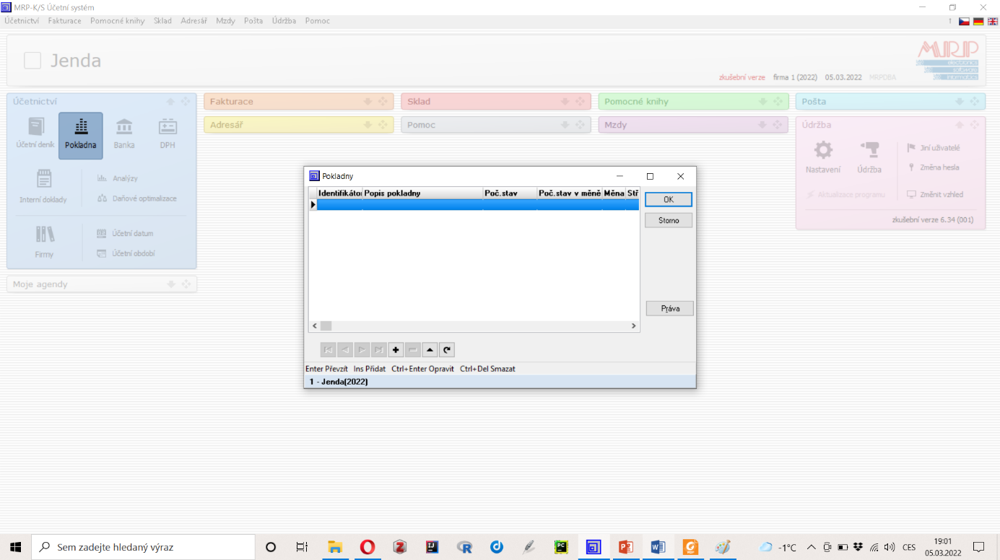 MRP-K/S Účetní systém
Účetnictví Fakturace Pomocné knihy Sklad Adresář Mzdy Pošta Údržba Pomoc
Jenda
MRP
electronics
software
informatics
zkušební verze firma 1 (2022) 05.03.2022 MRPDBA
Účetnictví
Fakturace
Sklad
Pomocné knihy
Pošta
Adresář
Pomoc
Mzdy
Údržba
Účetní deník
Pokladna
Banka
DPH
Interní doklady
Analýzy
Daňové optimalizace
Firmy
Účetní datum
Účetní období
Moje agendy
Nastavení
Údržba
Jiní uživatelé
Změna hesla
Aktualizace programu
Změnit vzhled
zkušební verze 6.34 (001)
Pokladny
Identifikáto Popis pokladny Poč.stav Poč.stav v měně Měna Stř
OK
Storno
Práva
Enter Převzít Ins Přidat Ctrl+Enter Opravit Ctrl+Del Smazat
1 - Jenda(2022)
Sem zadejte hledaný výraz
-1°C
CES
19:01
05.03.2022